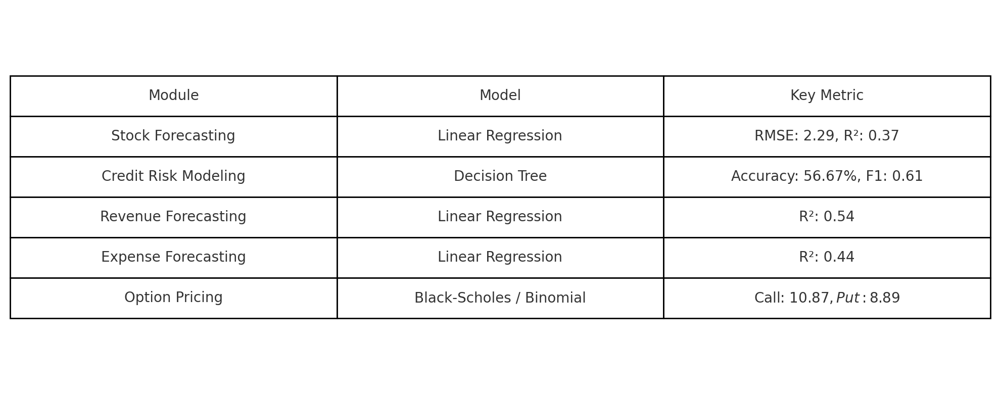 Module Model Key Metric
Stock Forecasting Linear Regression RMSE: 2.29, R²: 0.37
Credit Risk Modeling Decision Tree Accuracy: 56.67%, F1: 0.61
Revenue Forecasting Linear Regression R²: 0.54
Expense Forecasting Linear Regression R²: 0.44
Option Pricing Black-Scholes / Binomial Call: 10.87, Put : 8.89